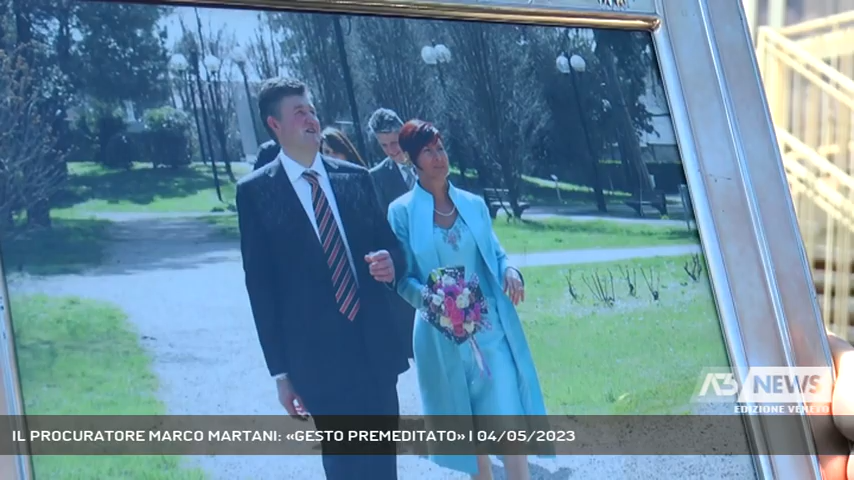 A3 NEWS
EDIZIONE VENETO
IL PROCURATORE MARCO MARTANI: «GESTO PREMEDITATO» | 04/05/2023